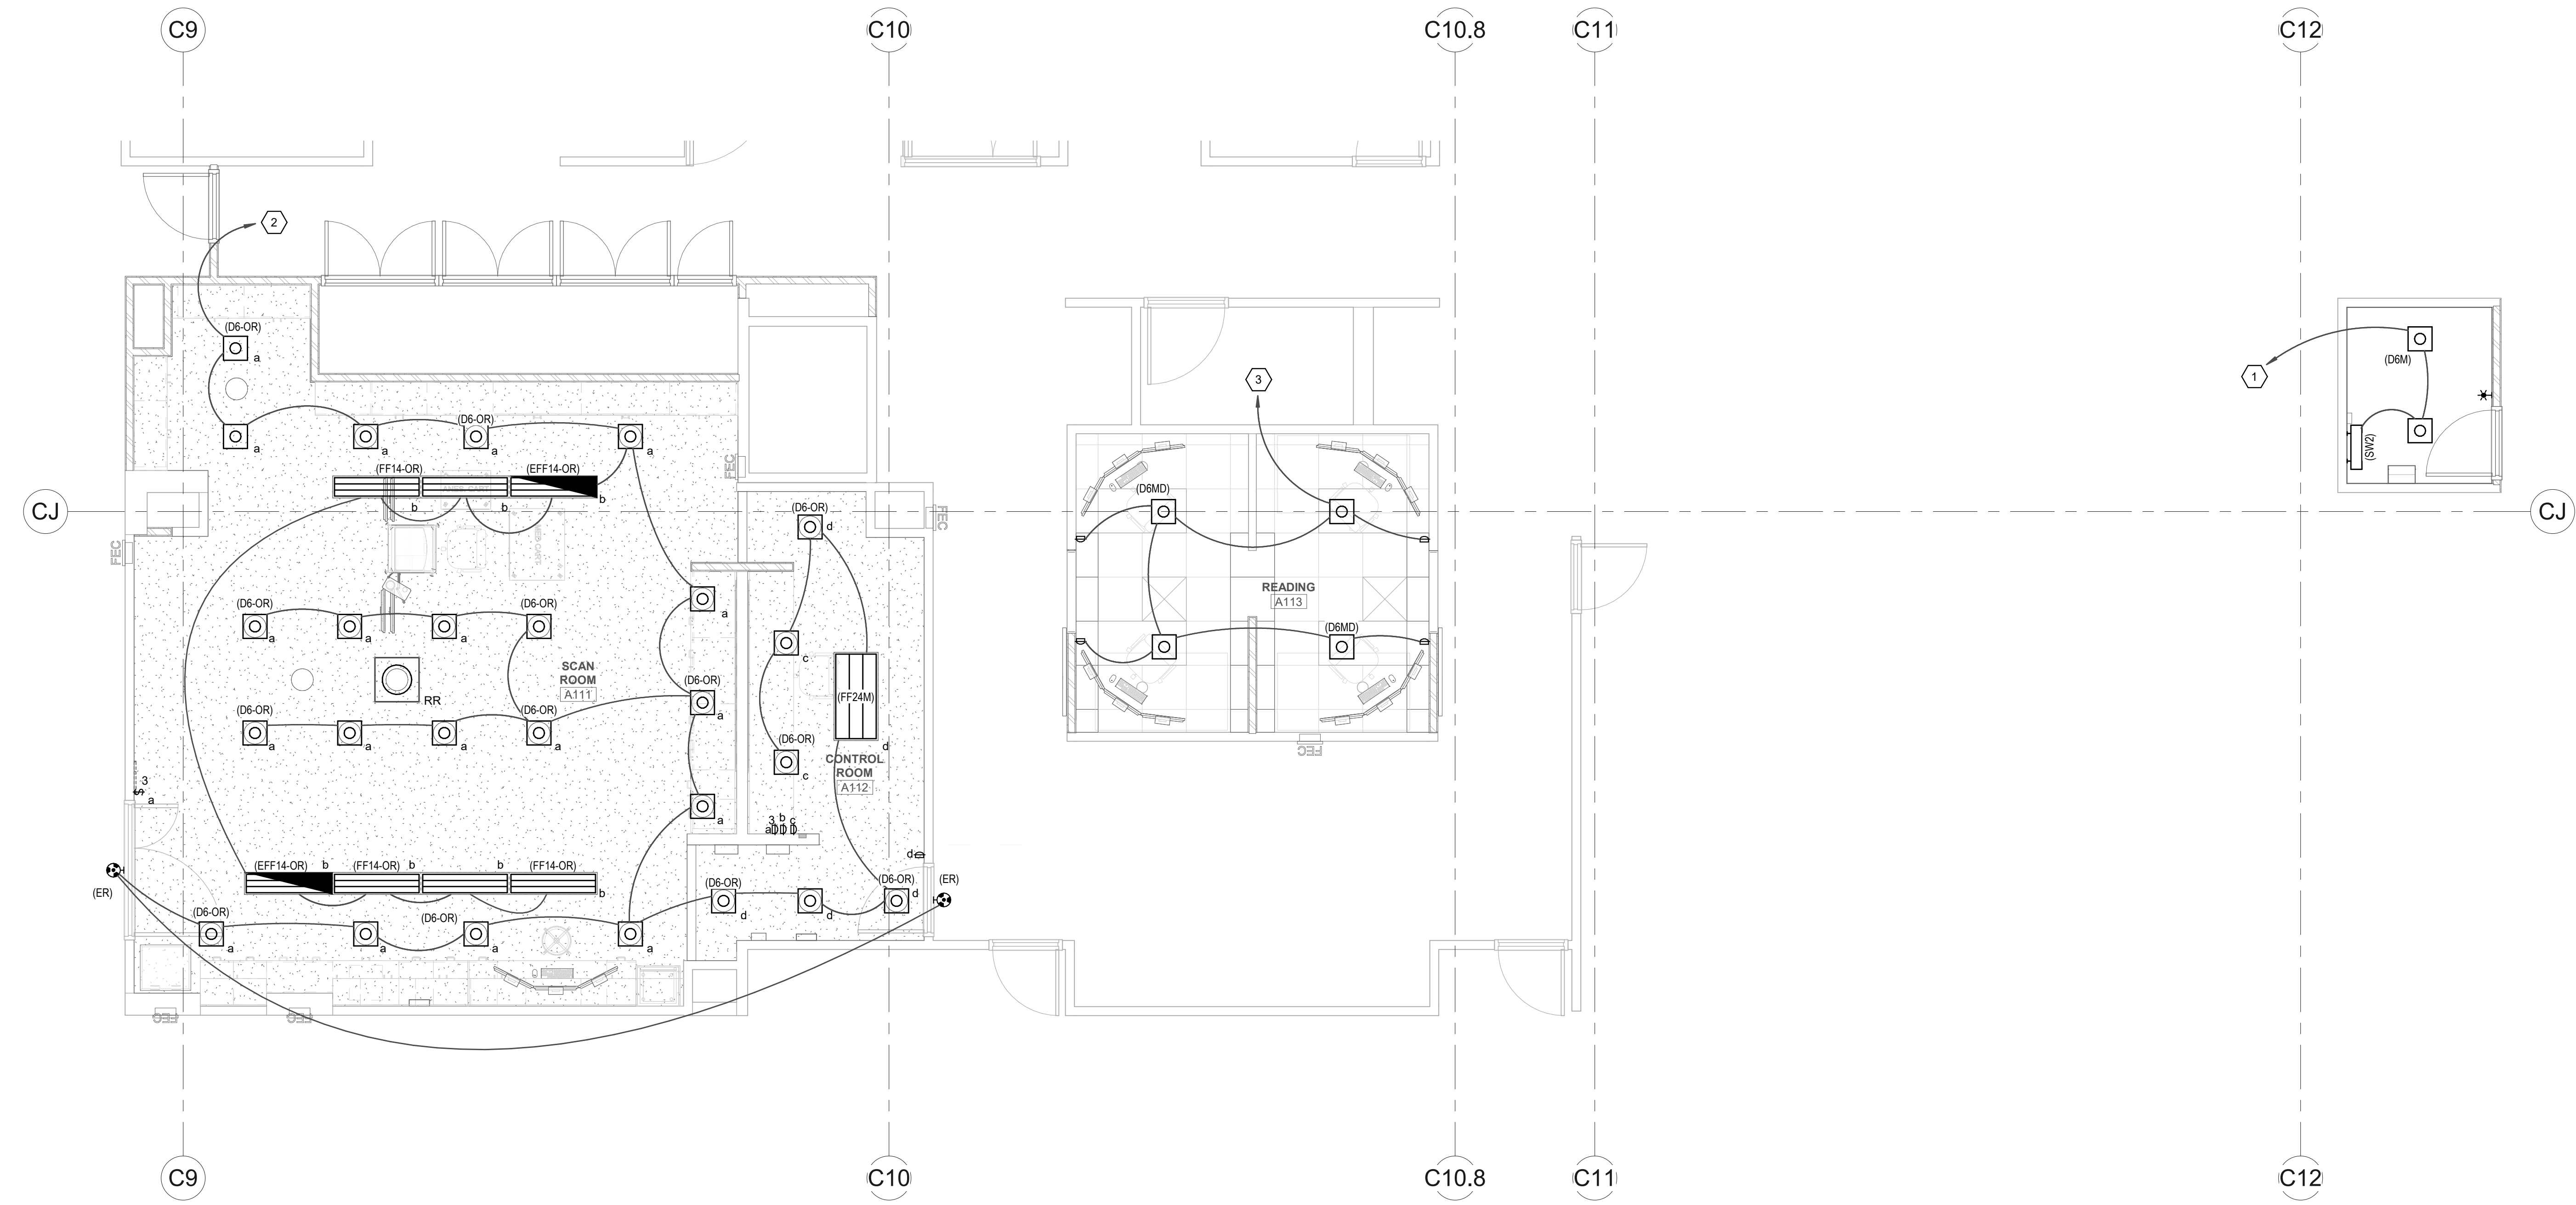 C9
C10
C10.8
C11
C12
2
(D6-OR)
a
3
1
(D6M)
(D6-OR)
a
a
a
a
(SW2)
FEC
(FF14-OR)
(EFF14-OR)
b
b
b
CJ
CJ
(D6-OR)
d
FEC
(D6MD)
FEC
READING
A113
(D6-OR)
(D6-OR)
a
a
a
a
(D6MD)
c
SCAN
ROOM
A111
RR
(D6-OR)
a
(FF24M)
d
(D6-OR)
(D6-OR)
a
a
a
a
(D6-OR)
c
CONTROL
ROOM
A112
FEC
3
S
a
a
3
b
c
a
D
D
D
d
(EFF14-OR)
b
(FF14-OR)
b
b
(FF14-OR)
b
(ER)
(D6-OR)
d
d
(D6-OR)
d
(ER)
(D6-OR)
a
a
(D6-OR)
a
a
FEC
FEC
C9
C10
C10.8
C11
C12